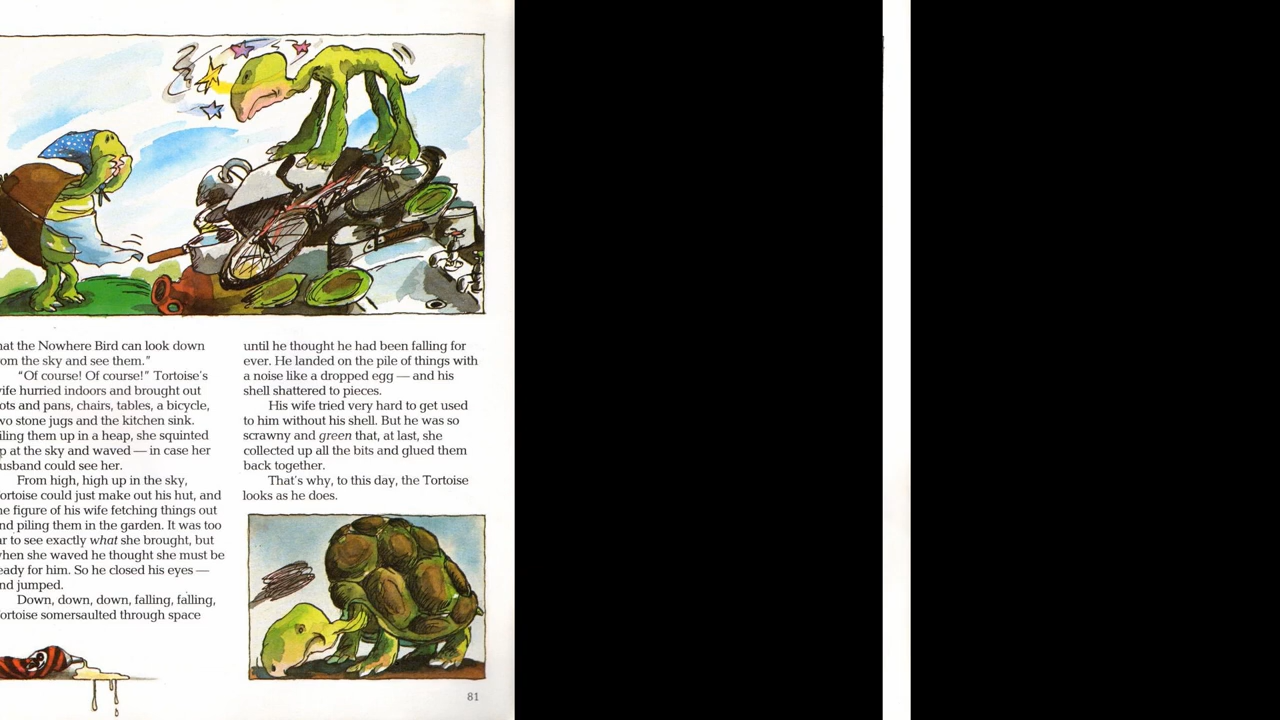 hat the Nowhere Bird can look down
om the sky and see them.”
“Of course! Of course!” Tortoise's
ife hurried indoors and brought out
ots and pans, chairs, tables, a bicycle,
wo stone jugs and the kitchen sink.
iling them up in a heap, she squinted
p at the sky and waved — in case her
usband could see her.
From high, high up in the sky,
ortoise could just make out his hut, and
he figure of his wife fetching things out
nd piling them in the garden. It was too
ar to see exactly what she brought, but
when she waved he thought she must be
eady for him. So he closed his eyes —
nd jumped.
Down, down, down, falling, falling,
ortoise somersaulted through space
until he thought he had been falling for
ever. He landed on the pile of things with
a noise like a dropped egg — and his
shell shattered to pieces.
His wife tried very hard to get used
to him without his shell. But he was so
scrawny and green that, at last, she
collected up all the bits and glued them
back together.
That's why, to this day, the Tortoise
looks as he does.
81